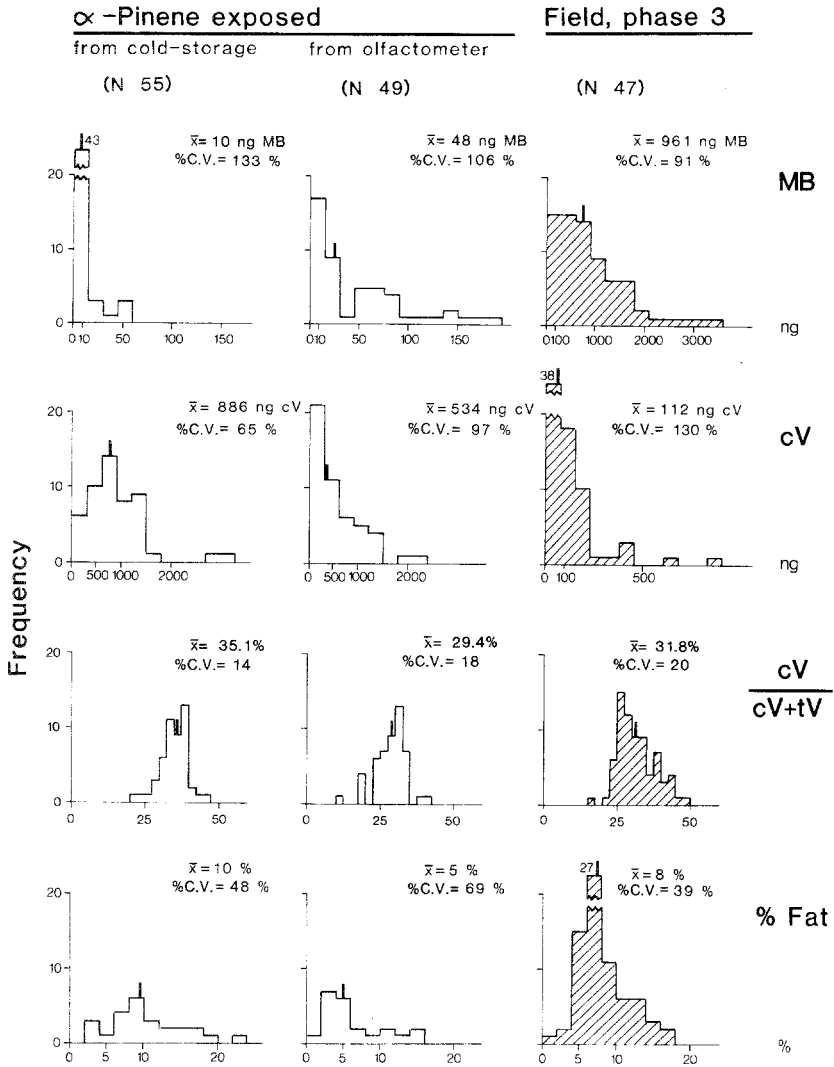 ∝ -Pinene exposed Field, phase 3
from cold-storage from olfactometer
(N 55) (N 49) (N 47)
43 x̄= 10 ng MB x̄= 48 ng MB x̄= 961 ng MB
%C.V.= 133 % %C.V.= 106 % %C.V.= 91 % MB
20
10
0
0 10 50 100 150 0 10 50 100 150 0 100 1000 2000 3000 ng
38
x̄= 886 ng cV x̄= 534 ng cV x̄= 112 ng cV
%C.V.= 65 % %C.V.= 97 % %C.V.= 130 % cV
20
10
0
0 500 1000 2000 0 500 1000 2000 0 100 500 ng
Frequency
x̄= 35.1% x̄= 29.4% x̄= 31.8% cV
%C.V.= 14 %C.V.= 18 %C.V.= 20 cV+tV
20
10
0
0 25 50 0 25 50 0 25 50
27
x̄= 10 % x̄= 5 % x̄= 8 %
%C.V.= 48 % %C.V.= 69 % %C.V.= 39 % % Fat
20
10
0
0 10 20 0 5 10 20 0 5 10 20 %